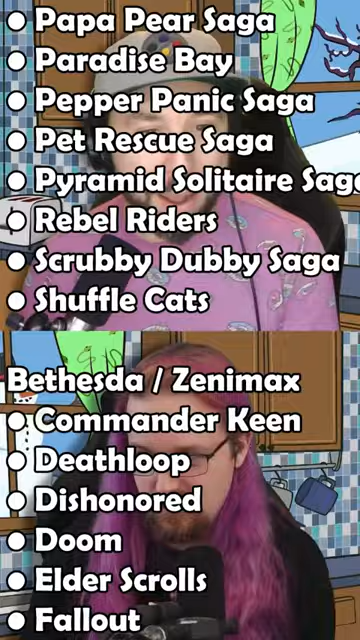 ● Papa Pear Saga
● Paradise Bay
● Pepper Panic Saga
● Pet Rescue Saga
● Pyramid Solitaire Saga
● Rebel Riders
● Scrubby Dubby Saga
● Shuffle Cats
Bethesda / Zenimax
● Commander Keen
● Deathloop
● Dishonored
● Doom
● Elder Scrolls
● Fallout